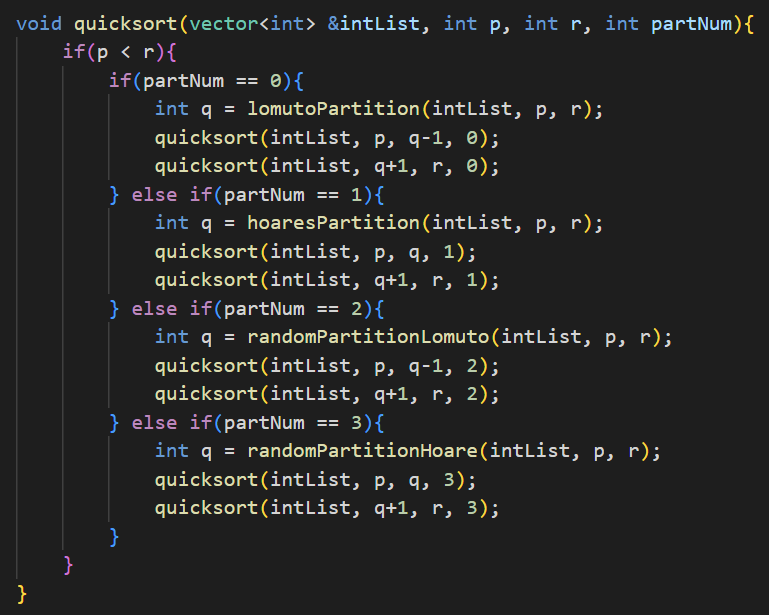 void quicksort(vector<int> &intList, int p, int r, int partNum){
    if(p < r){
        if(partNum == 0){
            int q = lomutoPartition(intList, p, r);
            quicksort(intList, p, q-1, 0);
            quicksort(intList, q+1, r, 0);
        } else if(partNum == 1){
            int q = hoaresPartition(intList, p, r);
            quicksort(intList, p, q, 1);
            quicksort(intList, q+1, r, 1);
        } else if(partNum == 2){
            int q = randomPartitionLomuto(intList, p, r);
            quicksort(intList, p, q-1, 2);
            quicksort(intList, q+1, r, 2);
        } else if(partNum == 3){
            int q = randomPartitionHoare(intList, p, r);
            quicksort(intList, p, q, 3);
            quicksort(intList, q+1, r, 3);
        }
    }
}